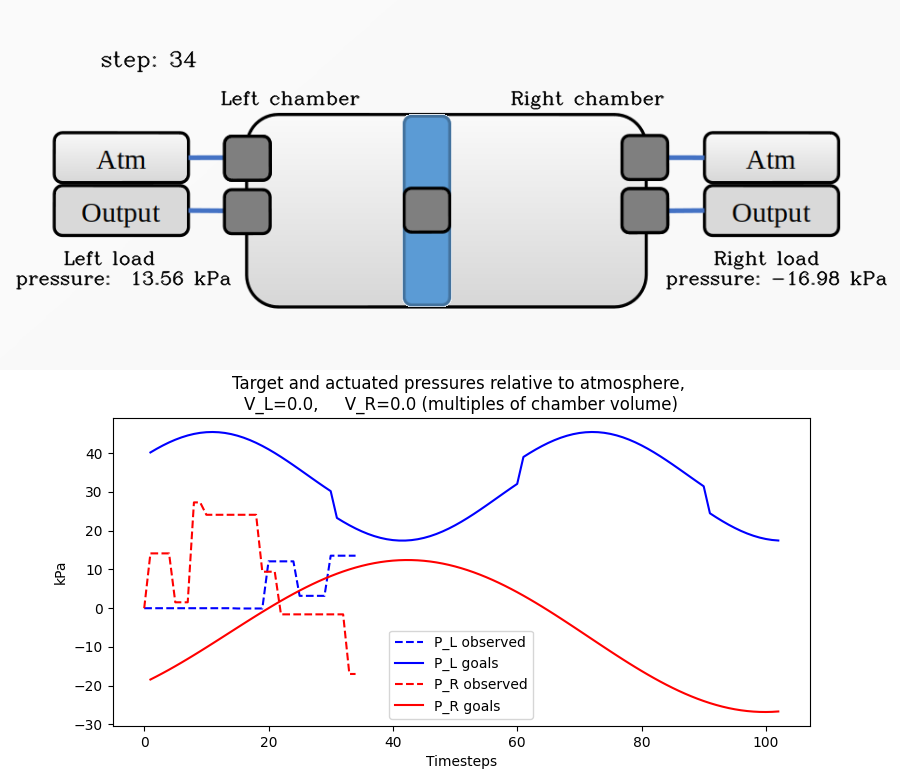 step: 34
Left chamber
Right chamber
Atm
Atm
Output
Output
Left load
pressure: 13.56 kPa
Right load
pressure: −16.98 kPa
Target and actuated pressures relative to atmosphere,
V_L=0.0, V_R=0.0 (multiples of chamber volume)
kPa
40
30
20
10
0
−10
−20
−30
P_L observed
P_L goals
P_R observed
P_R goals
0 20 40 60 80 100
Timesteps